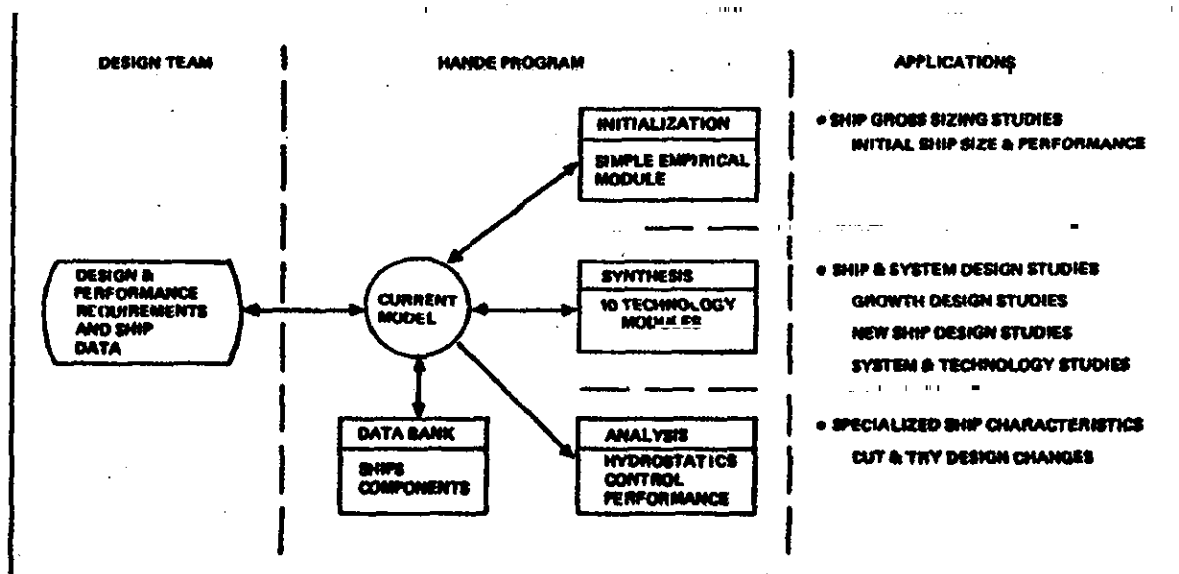 DESIGN TEAM
HANDE PROGRAM
APPLICATIONS
INITIALIZATION
SIMPLE EMPIRICAL
MODULE
• SHIP GROSS SIZING STUDIES
INITIAL SHIP SIZE & PERFORMANCE
DESIGN &
PERFORMANCE
REQUIREMENTS
AND SHIP
DATA
CURRENT
MODEL
SYNTHESIS
10 TECHNOLOGY
MODULES
• SHIP & SYSTEM DESIGN STUDIES
GROWTH DESIGN STUDIES
NEW SHIP DESIGN STUDIES
SYSTEM & TECHNOLOGY STUDIES
DATA BANK
SHIPS
COMPONENTS
ANALYSIS
HYDROSTATICS
CONTROL
PERFORMANCE
• SPECIALIZED SHIP CHARACTERISTICS
CUT & TRY DESIGN CHANGES